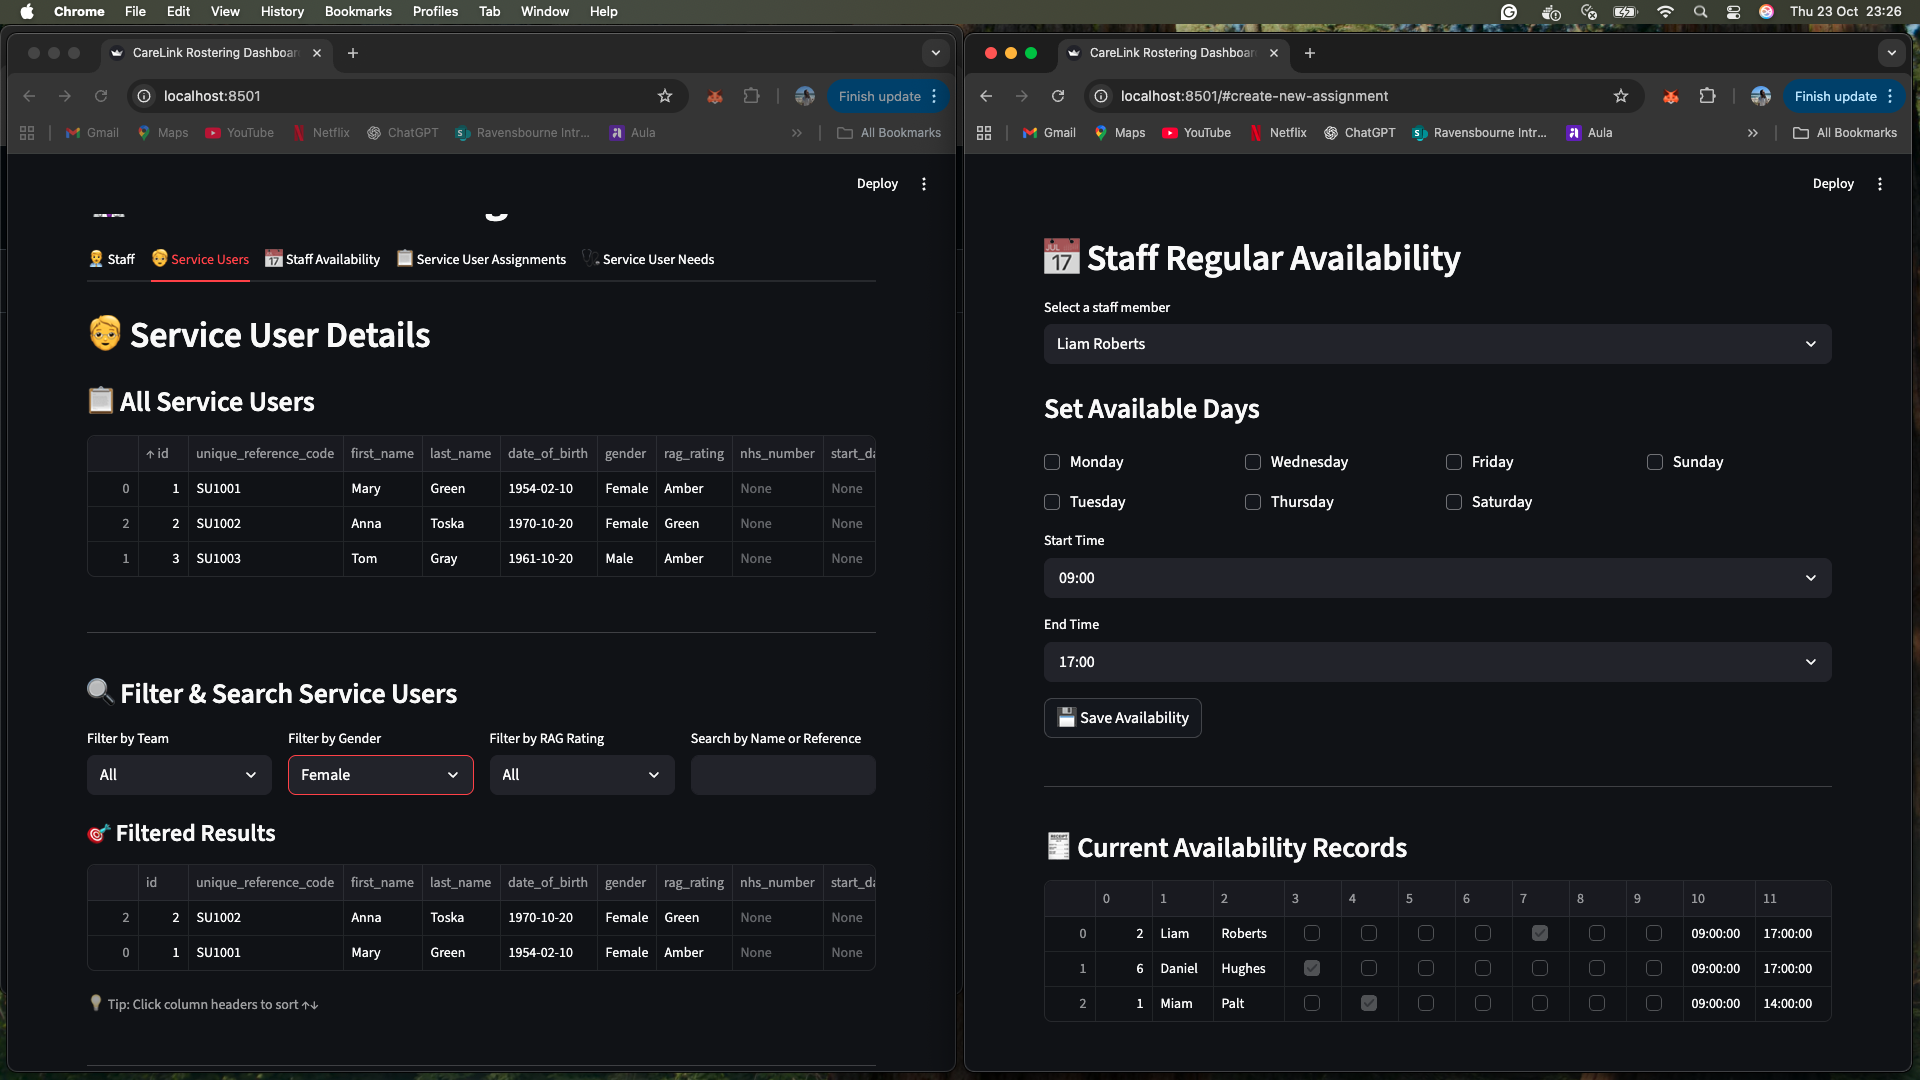 Chrome File Edit View History Bookmarks Profiles Tab Window Help
Thu 23 Oct 23:26
CareLink Rostering Dashboar
localhost:8501
Finish update
Gmail Maps YouTube Netflix ChatGPT Ravensbourne Intr... Aula
All Bookmarks
Deploy
Staff Service Users Staff Availability Service User Assignments Service User Needs
Service User Details
All Service Users
id unique_reference_code first_name last_name date_of_birth gender rag_rating nhs_number start_da
0 1 SU1001 Mary Green 1954-02-10 Female Amber None None
2 2 SU1002 Anna Toska 1970-10-20 Female Green None None
1 3 SU1003 Tom Gray 1961-10-20 Male Amber None None
Filter & Search Service Users
Filter by Team Filter by Gender Filter by RAG Rating Search by Name or Reference
All Female All
Filtered Results
id unique_reference_code first_name last_name date_of_birth gender rag_rating nhs_number start_da
2 2 SU1002 Anna Toska 1970-10-20 Female Green None None
0 1 SU1001 Mary Green 1954-02-10 Female Amber None None
Tip: Click column headers to sort ↑↓
CareLink Rostering Dashboar
localhost:8501/#create-new-assignment
Finish update
Gmail Maps YouTube Netflix ChatGPT Ravensbourne Intr... Aula
All Bookmarks
Deploy
JUL 17 Staff Regular Availability
Select a staff member
Liam Roberts
Set Available Days
Monday Wednesday Friday Sunday
Tuesday Thursday Saturday
Start Time
09:00
End Time
17:00
Save Availability
Current Availability Records
0 1 2 3 4 5 6 7 8 9 10 11
0 2 Liam Roberts 09:00:00 17:00:00
1 6 Daniel Hughes 09:00:00 17:00:00
2 1 Miam Palt 09:00:00 14:00:00